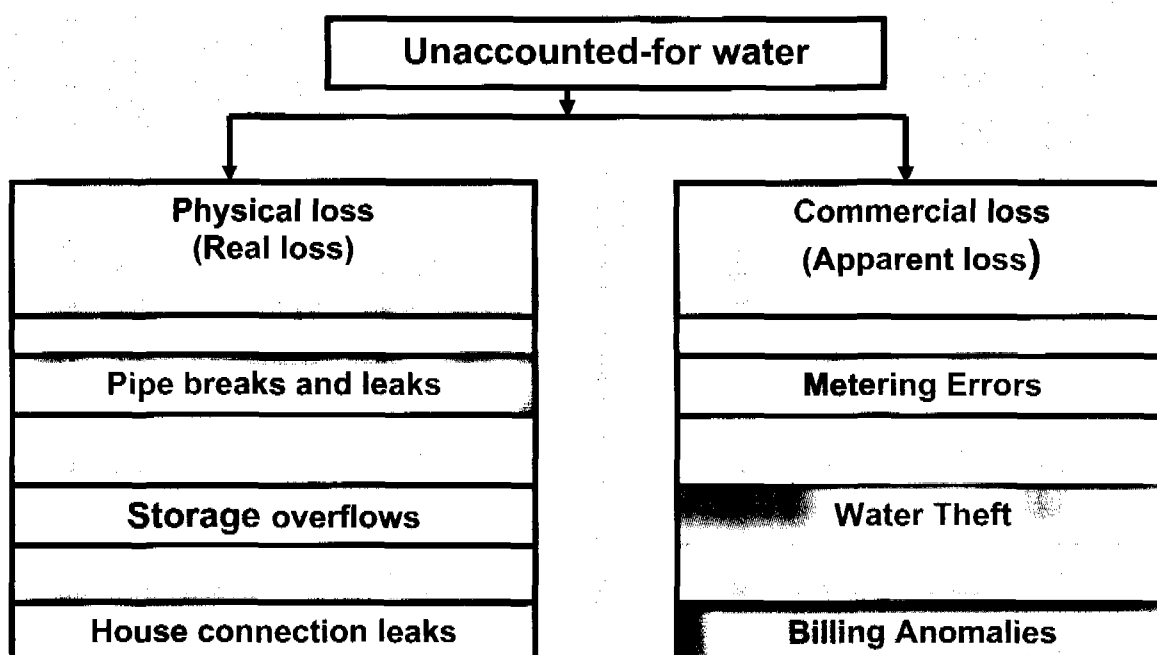 Unaccounted-for water
Physical loss
(Real loss)
Commercial loss
(Apparent loss)
Pipe breaks and leaks
Metering Errors
Storage overflows
Water Theft
House connection leaks
Billing Anomalies